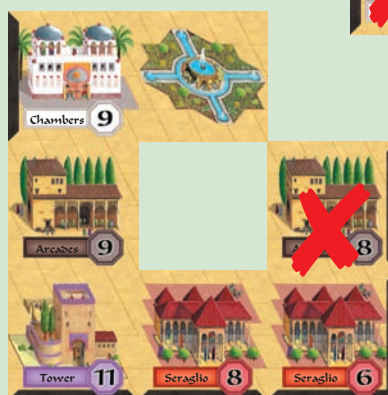 Chambers 9
Arcades 9
8
Tower 11
Seraglio 8
Seraglio 6